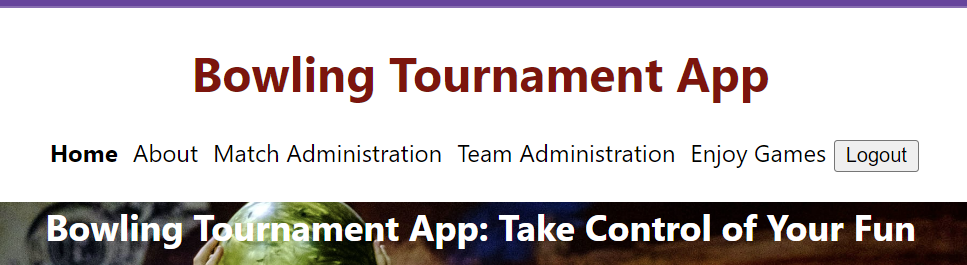 Bowling Tournament App
Home About Match Administration Team Administration Enjoy Games Logout
Bowling Tournament App: Take Control of Your Fun